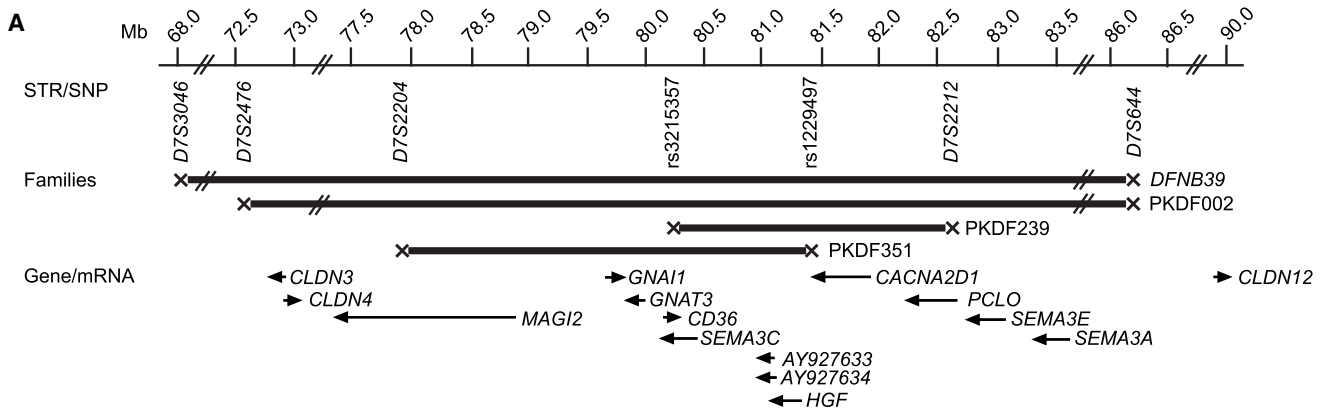 A
Mb 68.0 72.5 73.0 77.5 78.0 78.5 79.0 79.5 80.0 80.5 81.0 81.5 82.0 82.5 83.0 83.5 86.0 86.5 90.0
STR/SNP D7S3046 D7S2476 D7S2204 rs3215357 rs1229497 D7S2212 D7S644
Families DFNB39
PKDF002
PKDF239
PKDF351
Gene/mRNA CLDN3 GNAI1 CACNA2D1 CLDN12
CLDN4 GNAT3 PCLO
MAGI2 CD36 SEMA3E
SEMA3C SEMA3A
AY927633
AY927634
HGF